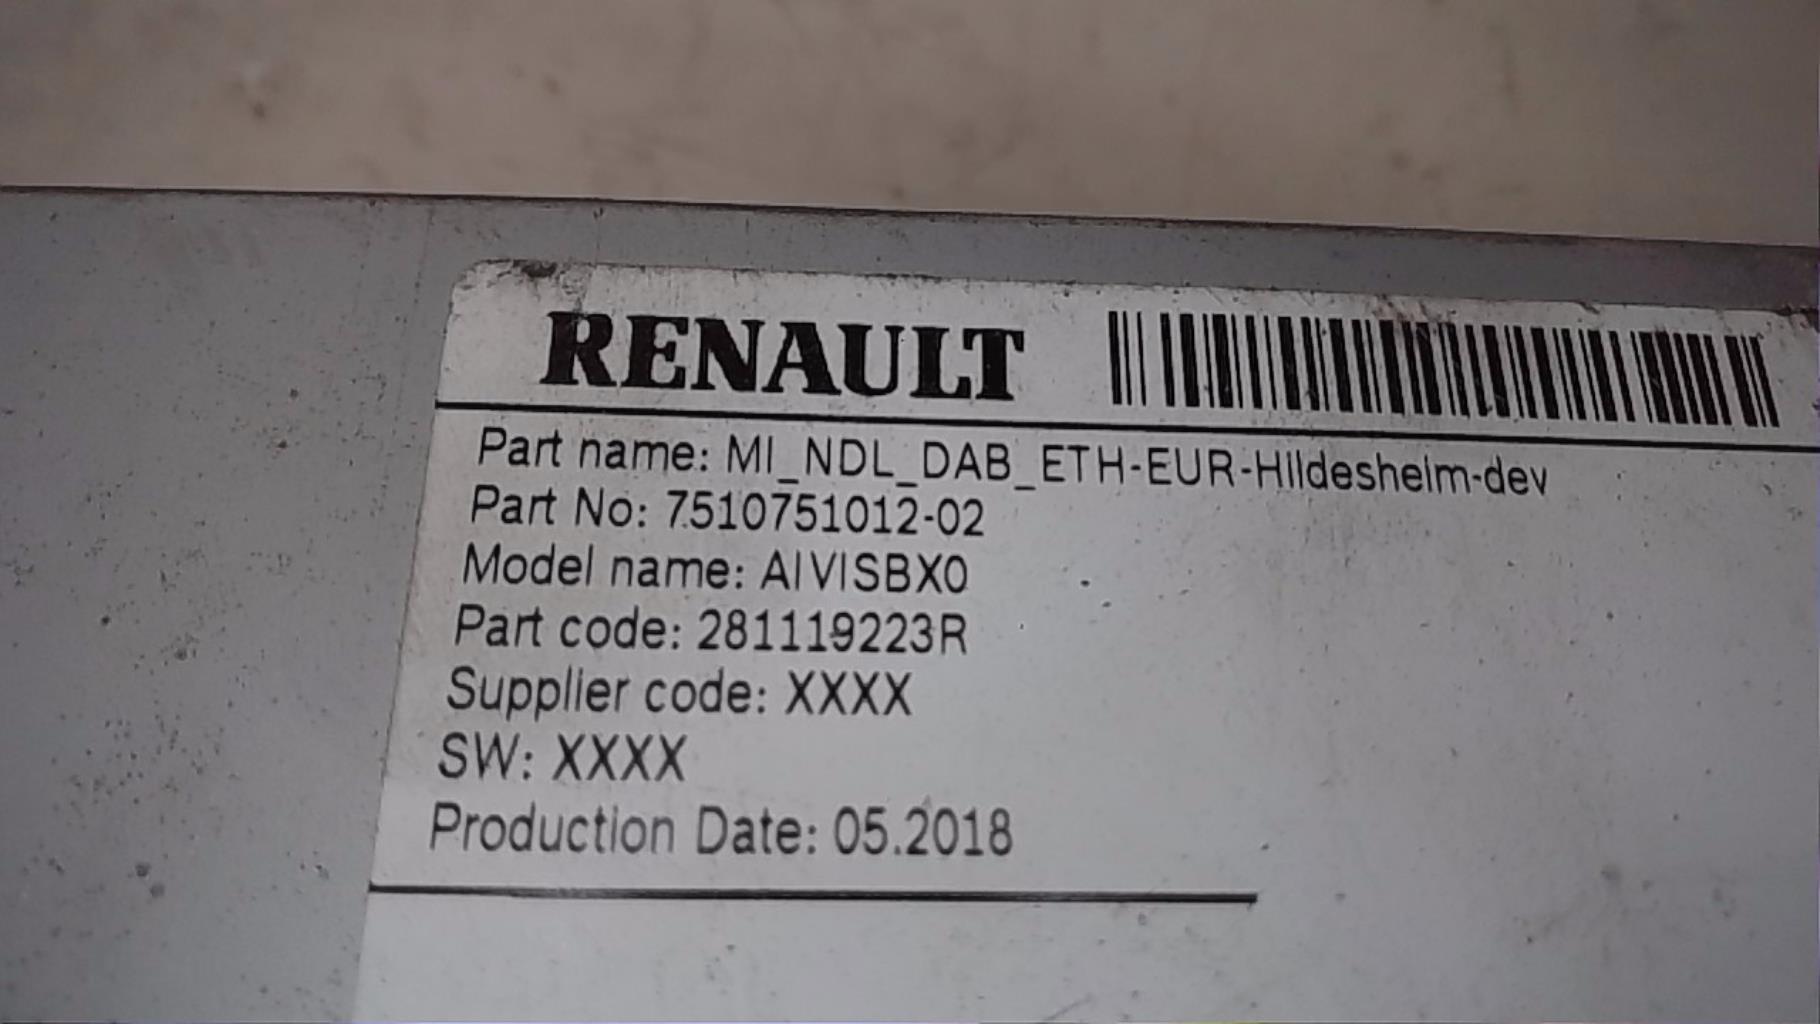 RENAULT
Part name: MI_NDL_DAB_ETH-EUR-Hildesheim-dev
Part No: 7510751012-02
Model name: AIVISBX0
Part code: 281119223R
Supplier code: XXXX
SW: XXXX
Production Date: 05.2018